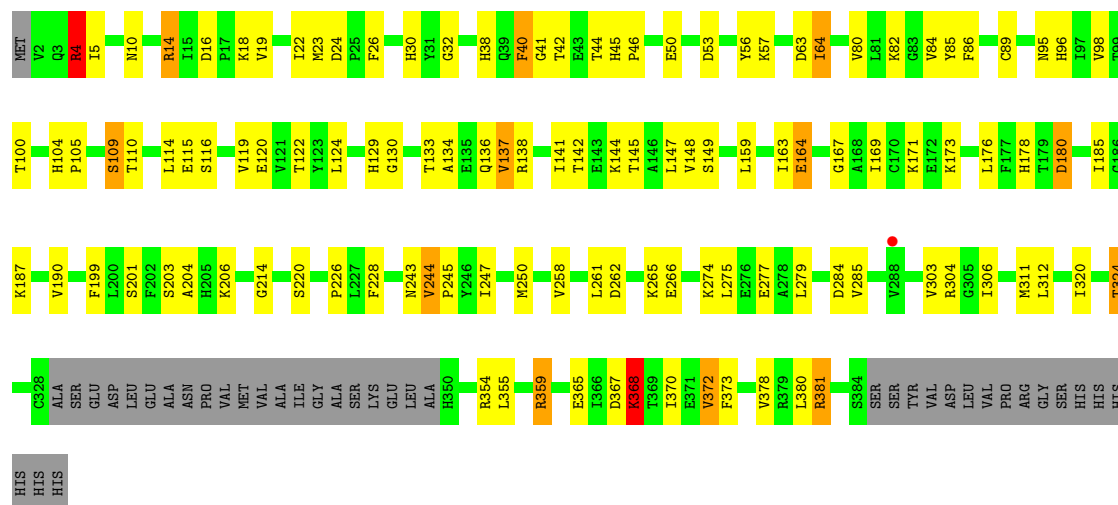 MET V2 Q3 R4 I5 N10 R14 I15 D16 P17 K18 V19 I22 M23 D24 P25 F26 H30 Y31 G32 H38 Q39 F40 G41 T42 E43 T44 H45 P46 E50 D53 Y56 K57 D63 I64 V80 L81 K82 G83 V84 Y85 F86 C89 N95 H96 I97 V98 T99
T100 H104 P105 S109 T110 L114 E115 S116 V119 E120 V121 T122 Y123 L124 H129 G130 T133 A134 E135 Q136 V137 R138 I141 T142 E143 K144 T145 A146 L147 V148 S149 L159 I163 E164 G167 A168 I169 C170 K171 E172 K173 L176 F177 H178 T179 D180 I185 C186
K187 V190 F199 L200 S201 F202 S203 A204 H205 K206 G214 S220 P226 L227 F228 N243 V244 P245 Y246 I247 M250 V258 L261 D262 K265 E266 K274 L275 E276 E277 A278 L279 D284 V285 V288 V303 R304 G305 I306 M311 L312 I320 T324
C328 ALA SER GLU ASP LEU GLU ALA ASN PRO VAL MET VAL ALA ILE GLY ALA SER LYS GLU LEU ALA H350 R354 L355 R359 E365 I366 D367 K368 T369 I370 E371 V372 F373 V378 R379 L380 R381 S384 SER SER TYR VAL ASP LEU VAL PRO ARG GLY SER HIS HIS HIS
HIS HIS HIS